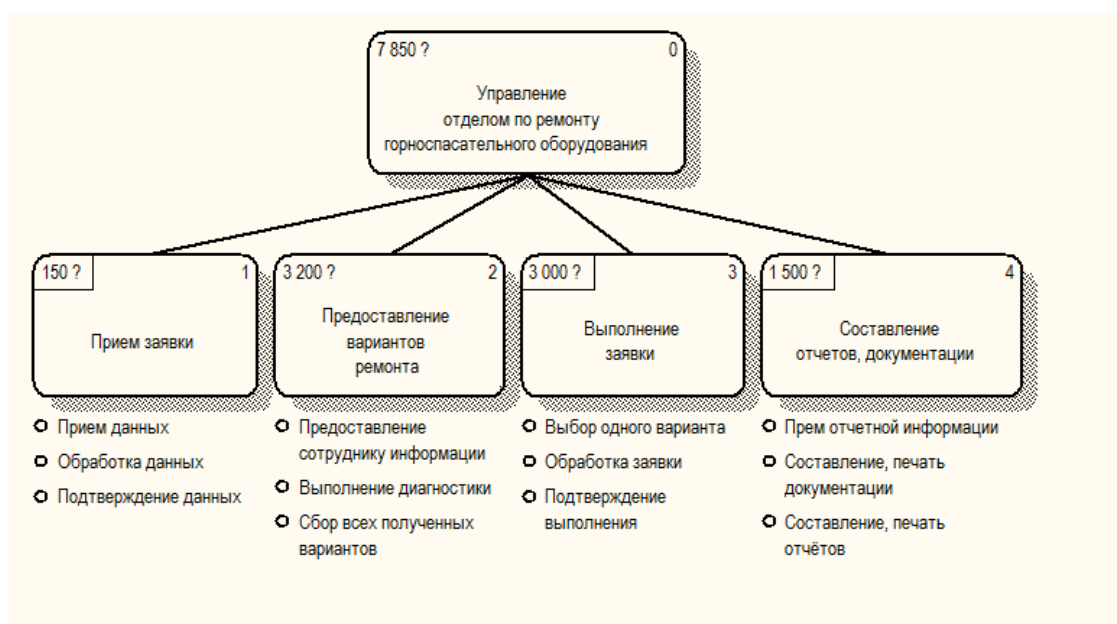 7 850 ? 0
Управление
отделом по ремонту
горноспасательного оборудования
150 ? 1
Прием заявки
3 200 ? 2
Предоставление
вариантов
ремонта
3 000 ? 3
Выполнение
заявки
1 500 ? 4
Составление
отчетов, документации
Прием данных
Обработка данных
Подтверждение данных
Предоставление
сотруднику информации
Выполнение диагностики
Сбор всех полученных
вариантов
Выбор одного варианта
Обработка заявки
Подтверждение
выполнения
Прем отчетной информации
Составление, печать
документации
Составление, печать
отчётов